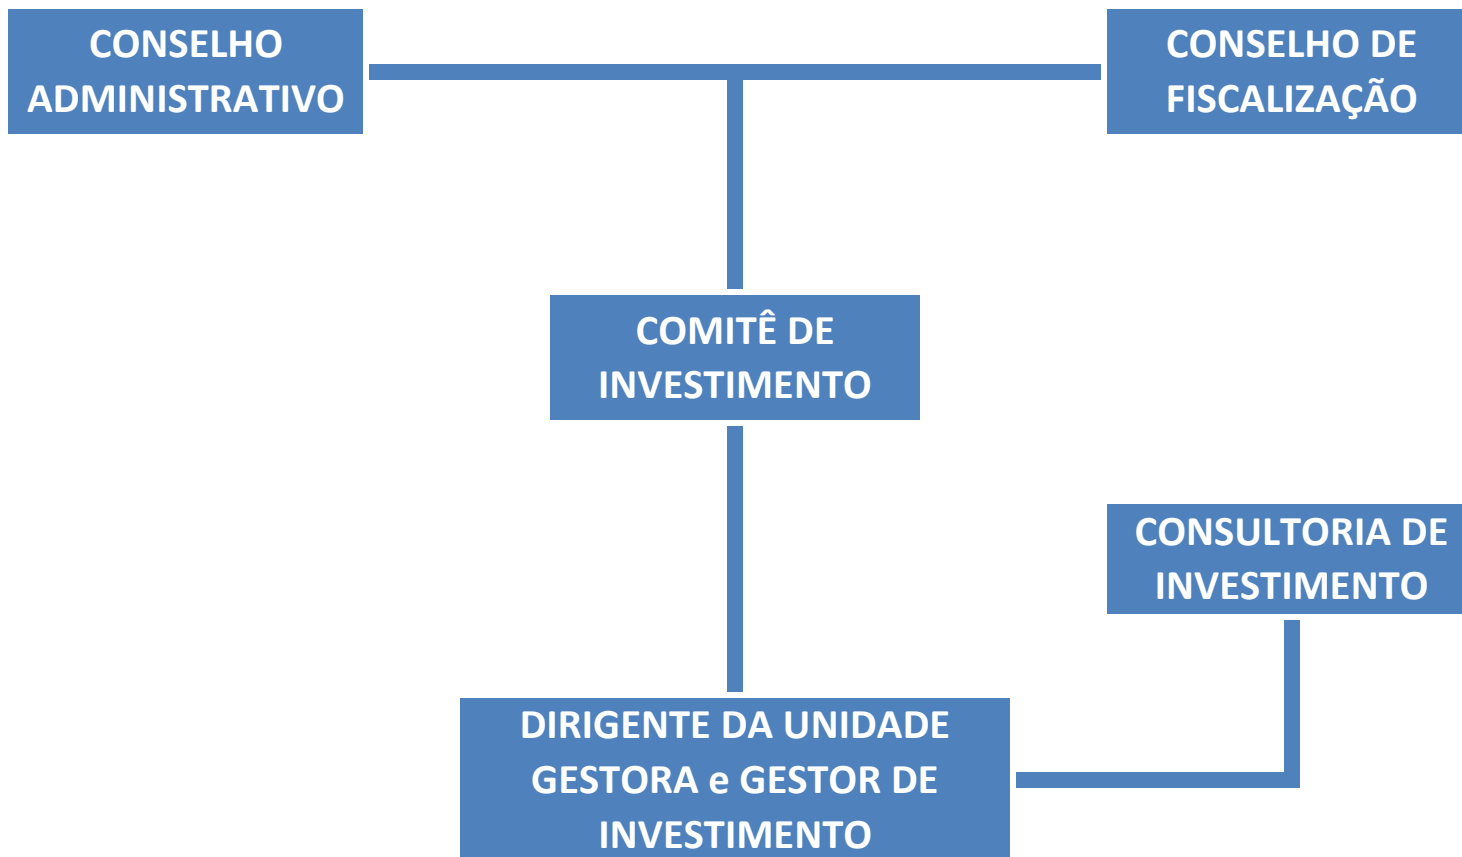 CONSELHO
ADMINISTRATIVO
CONSELHO DE
FISCALIZAÇÃO
COMITÊ DE
INVESTIMENTO
CONSULTORIA DE
INVESTIMENTO
DIRIGENTE DA UNIDADE
GESTORA e GESTOR DE
INVESTIMENTO